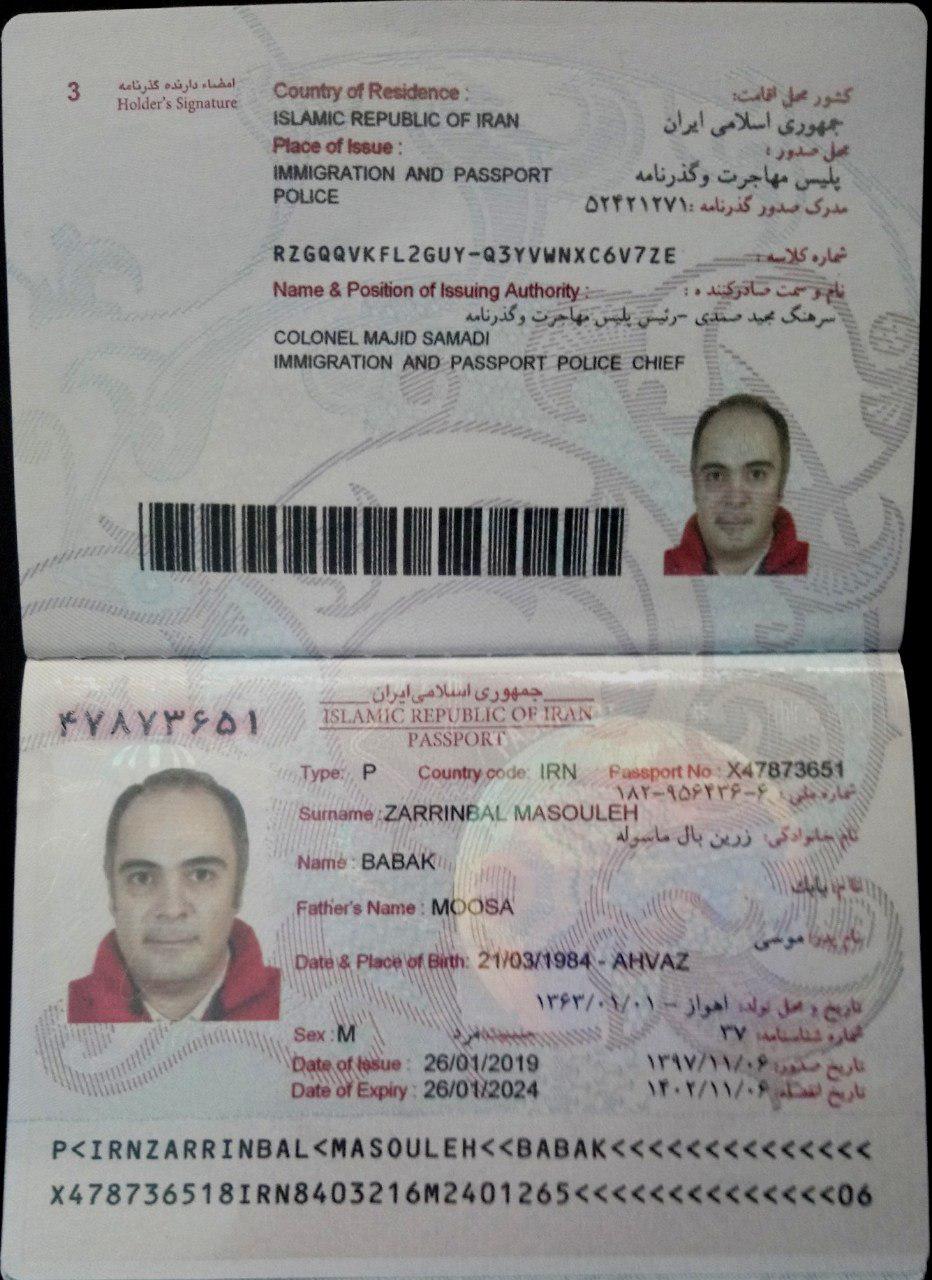 3
امضاء دارنده گذرنامه
Holder's Signature
Country of Residence :
کشور محل اقامت:
ISLAMIC REPUBLIC OF IRAN
جمهوری اسلامی ایران
Place of Issue :
محل صدور :
IMMIGRATION AND PASSPORT
POLICE
پلیس مهاجرت وگذرنامه
مدرک صدور گذرنامه :۵۲۴۲۱۲۷۱
RZGQQVKFL2GUY-Q3YVWNXC6V7ZE
شماره کلاسه :
Name & Position of Issuing Authority :
نام و سمت صادرکننده :
سرهنگ مجید صمدی -رئیس پلیس مهاجرت وگذرنامه
COLONEL MAJID SAMADI
IMMIGRATION AND PASSPORT POLICE CHIEF
جمهوری اسلامی ایران
ISLAMIC REPUBLIC OF IRAN
PASSPORT
۴۷۸۷۳۶۵۱
Type: P Country code: IRN Passport No : X47873651
شماره ملی: ۱۸۲-۹۵۶۲۳۶-۶
Surname : ZARRINBAL MASOULEH
نام خانوادگی: زرین بال ماسوله
Name : BABAK
نام: بابک
Father's Name : MOOSA
نام پدر: موسی
Date & Place of Birth: 21/03/1984 - AHVAZ
تاریخ و محل تولد: اهواز - ۱۳۶۳/۰۱/۰۱
Sex : M
جنسیت: مرد
شماره شناسنامه: ۳۷
Date of Issue : 26/01/2019
تاریخ صدور: ۱۳۹۷/۱۱/۰۶
Date of Expiry : 26/01/2024
تاریخ انقضاء: ۱۴۰۲/۱۱/۰۶
P<IRNZARRINBAL<MASOULEH<<BABAK<<<<<<<<<<<<<<
X478736518IRN8403216M2401265<<<<<<<<<<<<<<06